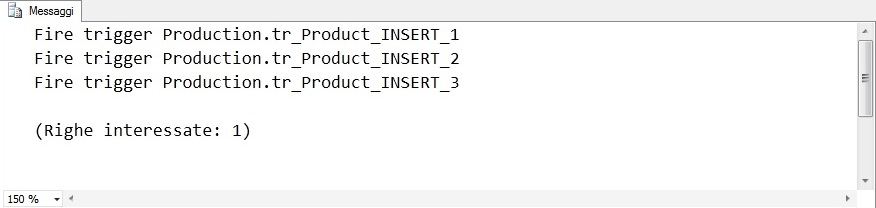 Messaggi
Fire trigger Production.tr_Product_INSERT_1
Fire trigger Production.tr_Product_INSERT_2
Fire trigger Production.tr_Product_INSERT_3
(Righe interessate: 1)
150 %